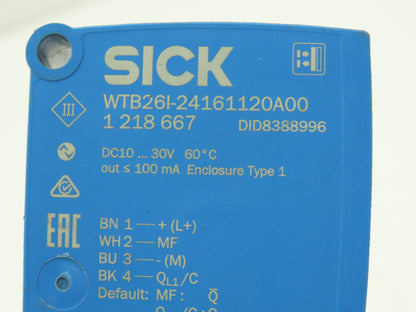 SICK
III
WTB26I-24161120A00
1 218 667 DID8388996
DC10 ... 30V 60°C
out ≤ 100 mA Enclosure Type 1
EAC
BN 1 — + (L+)
WH 2 — MF
BU 3 — - (M)
BK 4 — QL1/C
Default: MF: Q̅